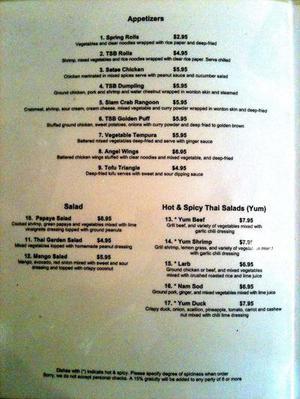 Appetizers
1. Spring Rolls $2.95
Vegetables and clear noodles wrapped with rice paper and deep-fried
2. TSB Rolls $4.95
Shrimp, mixed vegetables and rice noodles wrapped with clear rice paper. Serve chilled
3. Satae Chicken $5.95
Chicken marinated in mixed spices serve with peanut sauce and cucumber salad
4. TSB Dumpling $5.95
Ground chicken, pork and shrimp and water chestnut wrapped in wonton skin and steamed
5. Siam Crab Rangoon $5.95
Crabmeat, shrimp, sour cream, cream cheese, mixed vegetable and curry powder wrapped in wonton skin and deep-fried
6. TSB Golden Puff $5.95
Stuffed ground chicken, sweet potatoes, onions with curry powder and deep fried to golden brown
7. Vegetable Tempura $5.95
Battered mixed vegetables deep-fried and serve with ginger sauce
8. Angel Wings $6.95
Battered chicken wings stuffed with clear noodles and mixed vegetable, and deep-fried
9. Tofu Triangle $4.95
Deep-fried tofu serves with sweet and sour dipping sauce
Salad
10. Papaya Salad $6.95
Cooked shrimp, green papaya and vegetables mixed with lime
vinaigrette dressing topped with ground peanuts
11. Thai Garden Salad $4.95
Mixed vegetables topped with homemade peanut dressing
12. Mango Salad $5.95
Mango, avocado, red onion mixed with sweet and sour
dressing and topped with crispy coconut
Hot & Spicy Thai Salads (Yum)
13. * Yum Beef $7.95
Grill beef, and variety of vegetables mixed with
garlic chili dressing
14. * Yum Shrimp
Grill shrimp, lemon grass, and variety of
garlic chili dressing
15. * Larb $6.95
Ground chicken or beef, and mixed vegetables
mixed with crushed roasted rice and lime juice
16. * Nam Sod $6.95
Ground pork, ginger, and mixed vegetables mixed with lime juice
17. * Yum Duck $7.95
Crispy duck, onion, scallion, pineapple, tomato, carrot and cashew
nut mixed with chili lime dressing
Dishes with (*) indicate hot & spicy. Please specify degree of spiciness when order
Sorry, we do not accept personal checks. A 15% gratuity will be added to any party of 6 or more